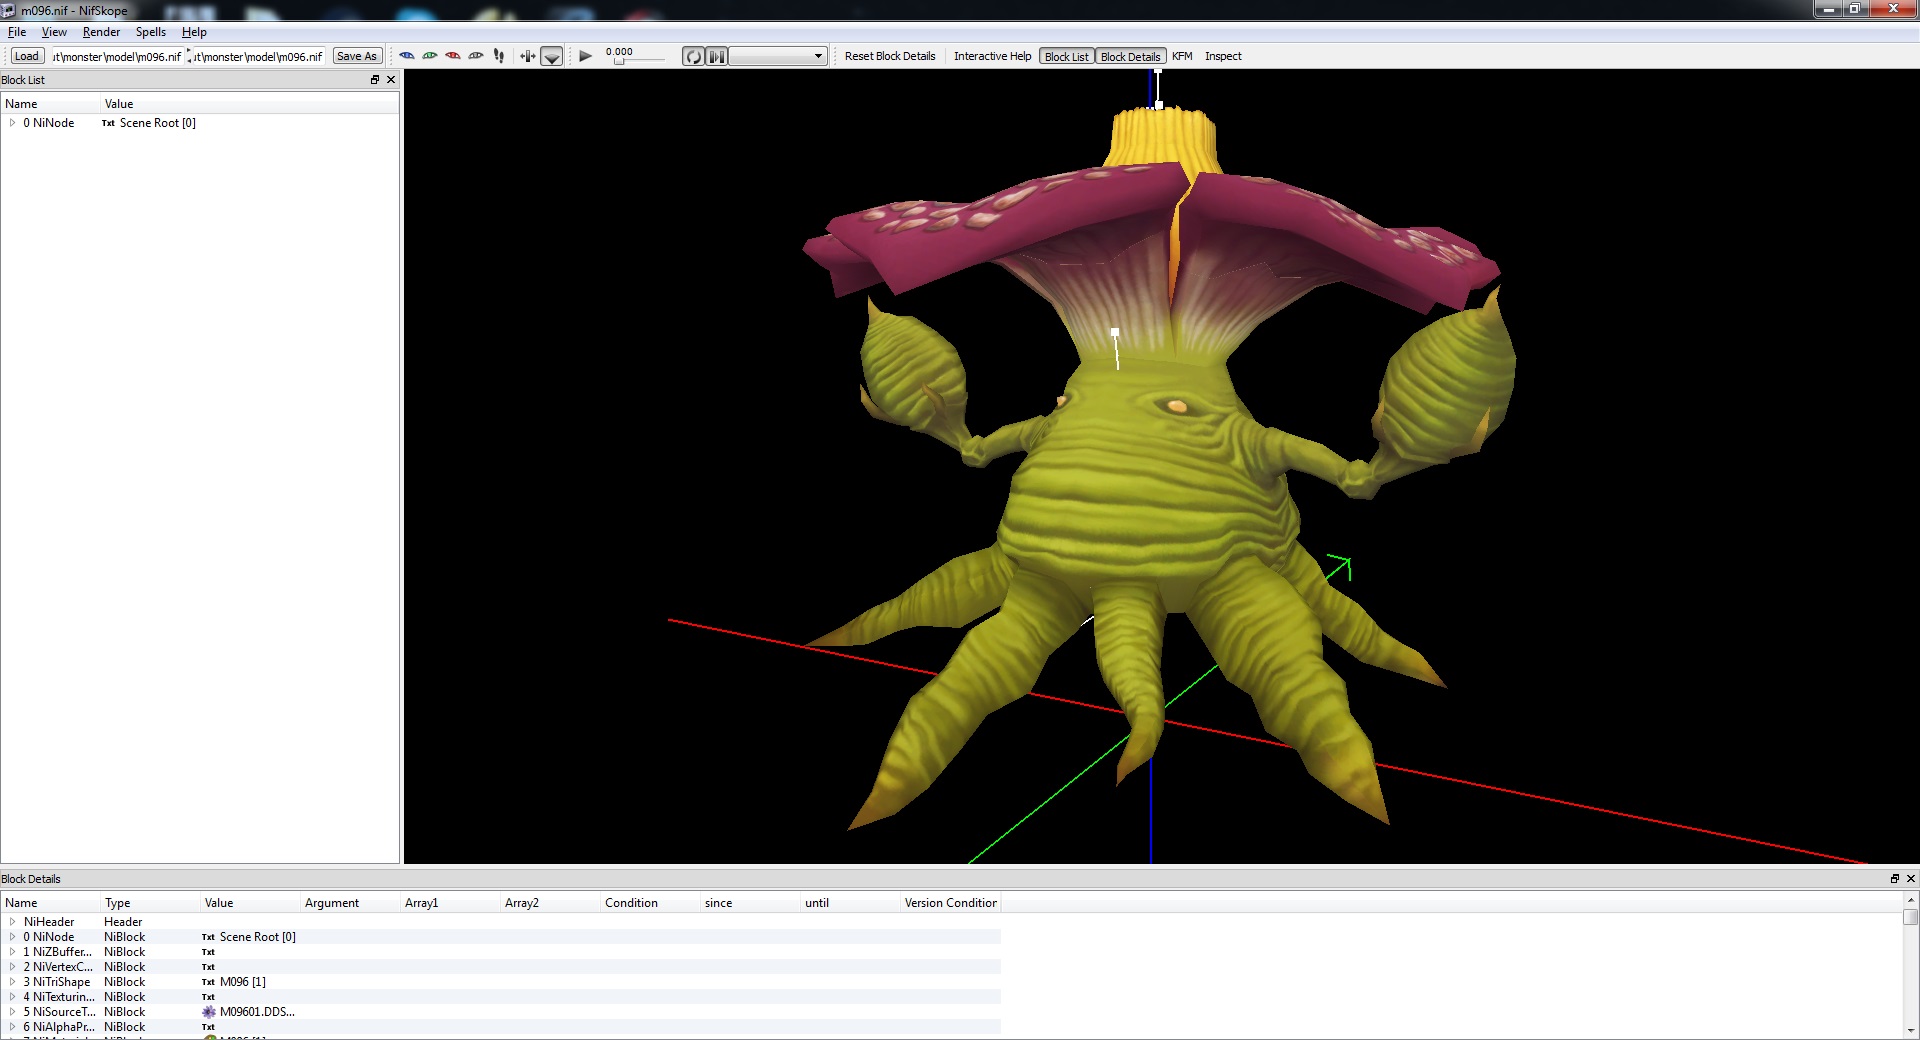 m096.nif - NifSkope
File View Render Spells Help
Load ut\monster\model\m096.nif ut\monster\model\m096.nif Save As 0.000 Reset Block Details Interactive Help Block List Block Details KFM Inspect
Block List
Name Value
0 NiNode Txt Scene Root [0]
Block Details
Name Type Value Argument Array1 Array2 Condition since until Version Condition
NiHeader Header
0 NiNode NiBlock Txt Scene Root [0]
1 NiZBuffer... NiBlock Txt
2 NiVertexC... NiBlock Txt
3 NiTriShape NiBlock Txt M096 [1]
4 NiTexturin... NiBlock Txt
5 NiSourceT... NiBlock M09601.DDS...
6 NiAlphaPr... NiBlock Txt